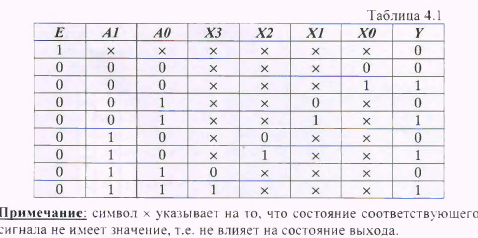 Таблица 4.1
E A1 A0 X3 X2 X1 X0 Y
1 × × × × × × 0
0 0 0 × × × 0 0
0 0 0 × × × 1 1
0 0 1 × × 0 × 0
0 0 1 × × 1 × 1
0 1 0 × 0 × × 0
0 1 0 × 1 × × 1
0 1 1 0 × × × 0
0 1 1 1 × × × 1
Примечание: символ × указывает на то, что состояние соответствующего
сигнала не имеет значение, т.е. не влияет на состояние выхода.